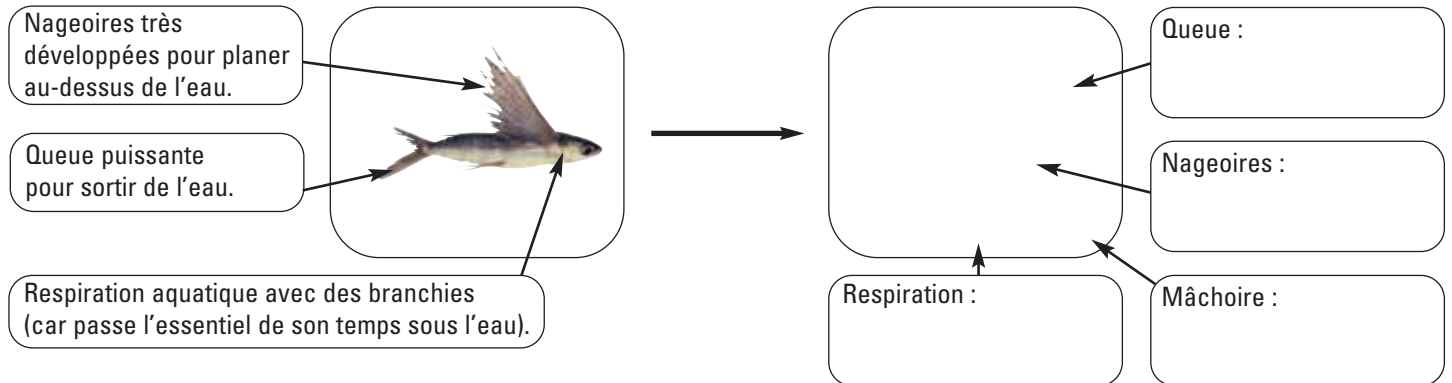 Nageoires très
développées pour planer
au-dessus de l'eau.
Queue puissante
pour sortir de l'eau.
Respiration aquatique avec des branchies
(car passe l'essentiel de son temps sous l'eau).
Queue :
Nageoires :
Respiration :
Mâchoire :